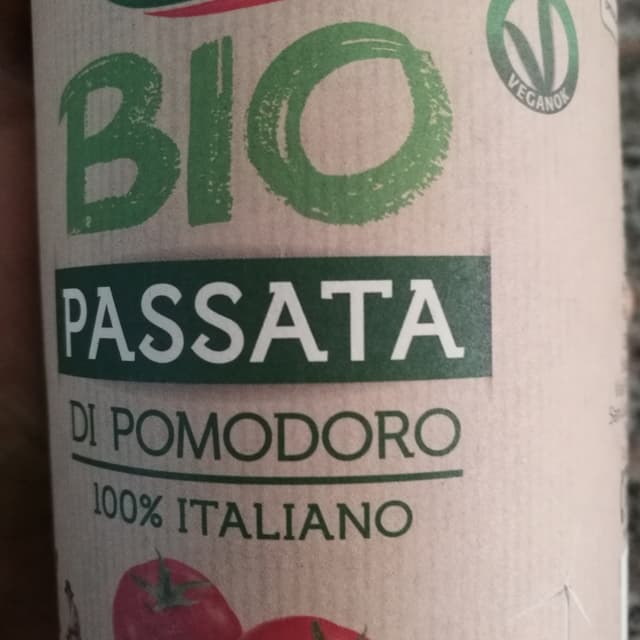 BIO
VEGANOK
PASSATA
DI POMODORO
100% ITALIANO